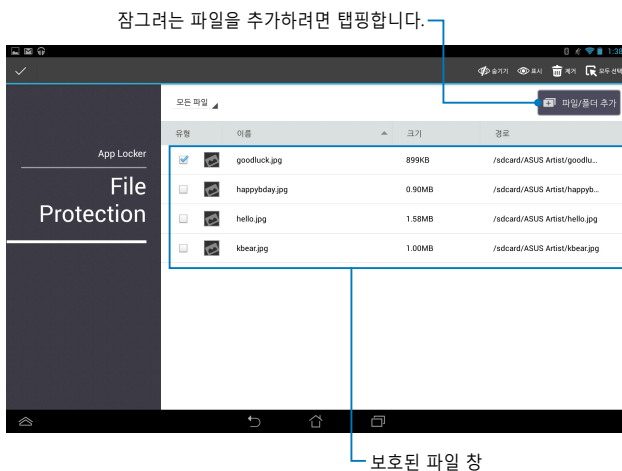 잠그려는 파일을 추가하려면 탭핑합니다.
1:38
숨기기 표시 제거 모두 선택
모든 파일
파일/폴더 추가
유형 이름 크기 경로
App Locker
File
Protection
goodluck.jpg 899KB /sdcard/ASUS Artist/goodlu...
happybday.jpg 0.90MB /sdcard/ASUS Artist/happyb...
hello.jpg 1.58MB /sdcard/ASUS Artist/hello.jpg
kbear.jpg 1.00MB /sdcard/ASUS Artist/kbear.jpg
보호된 파일 창